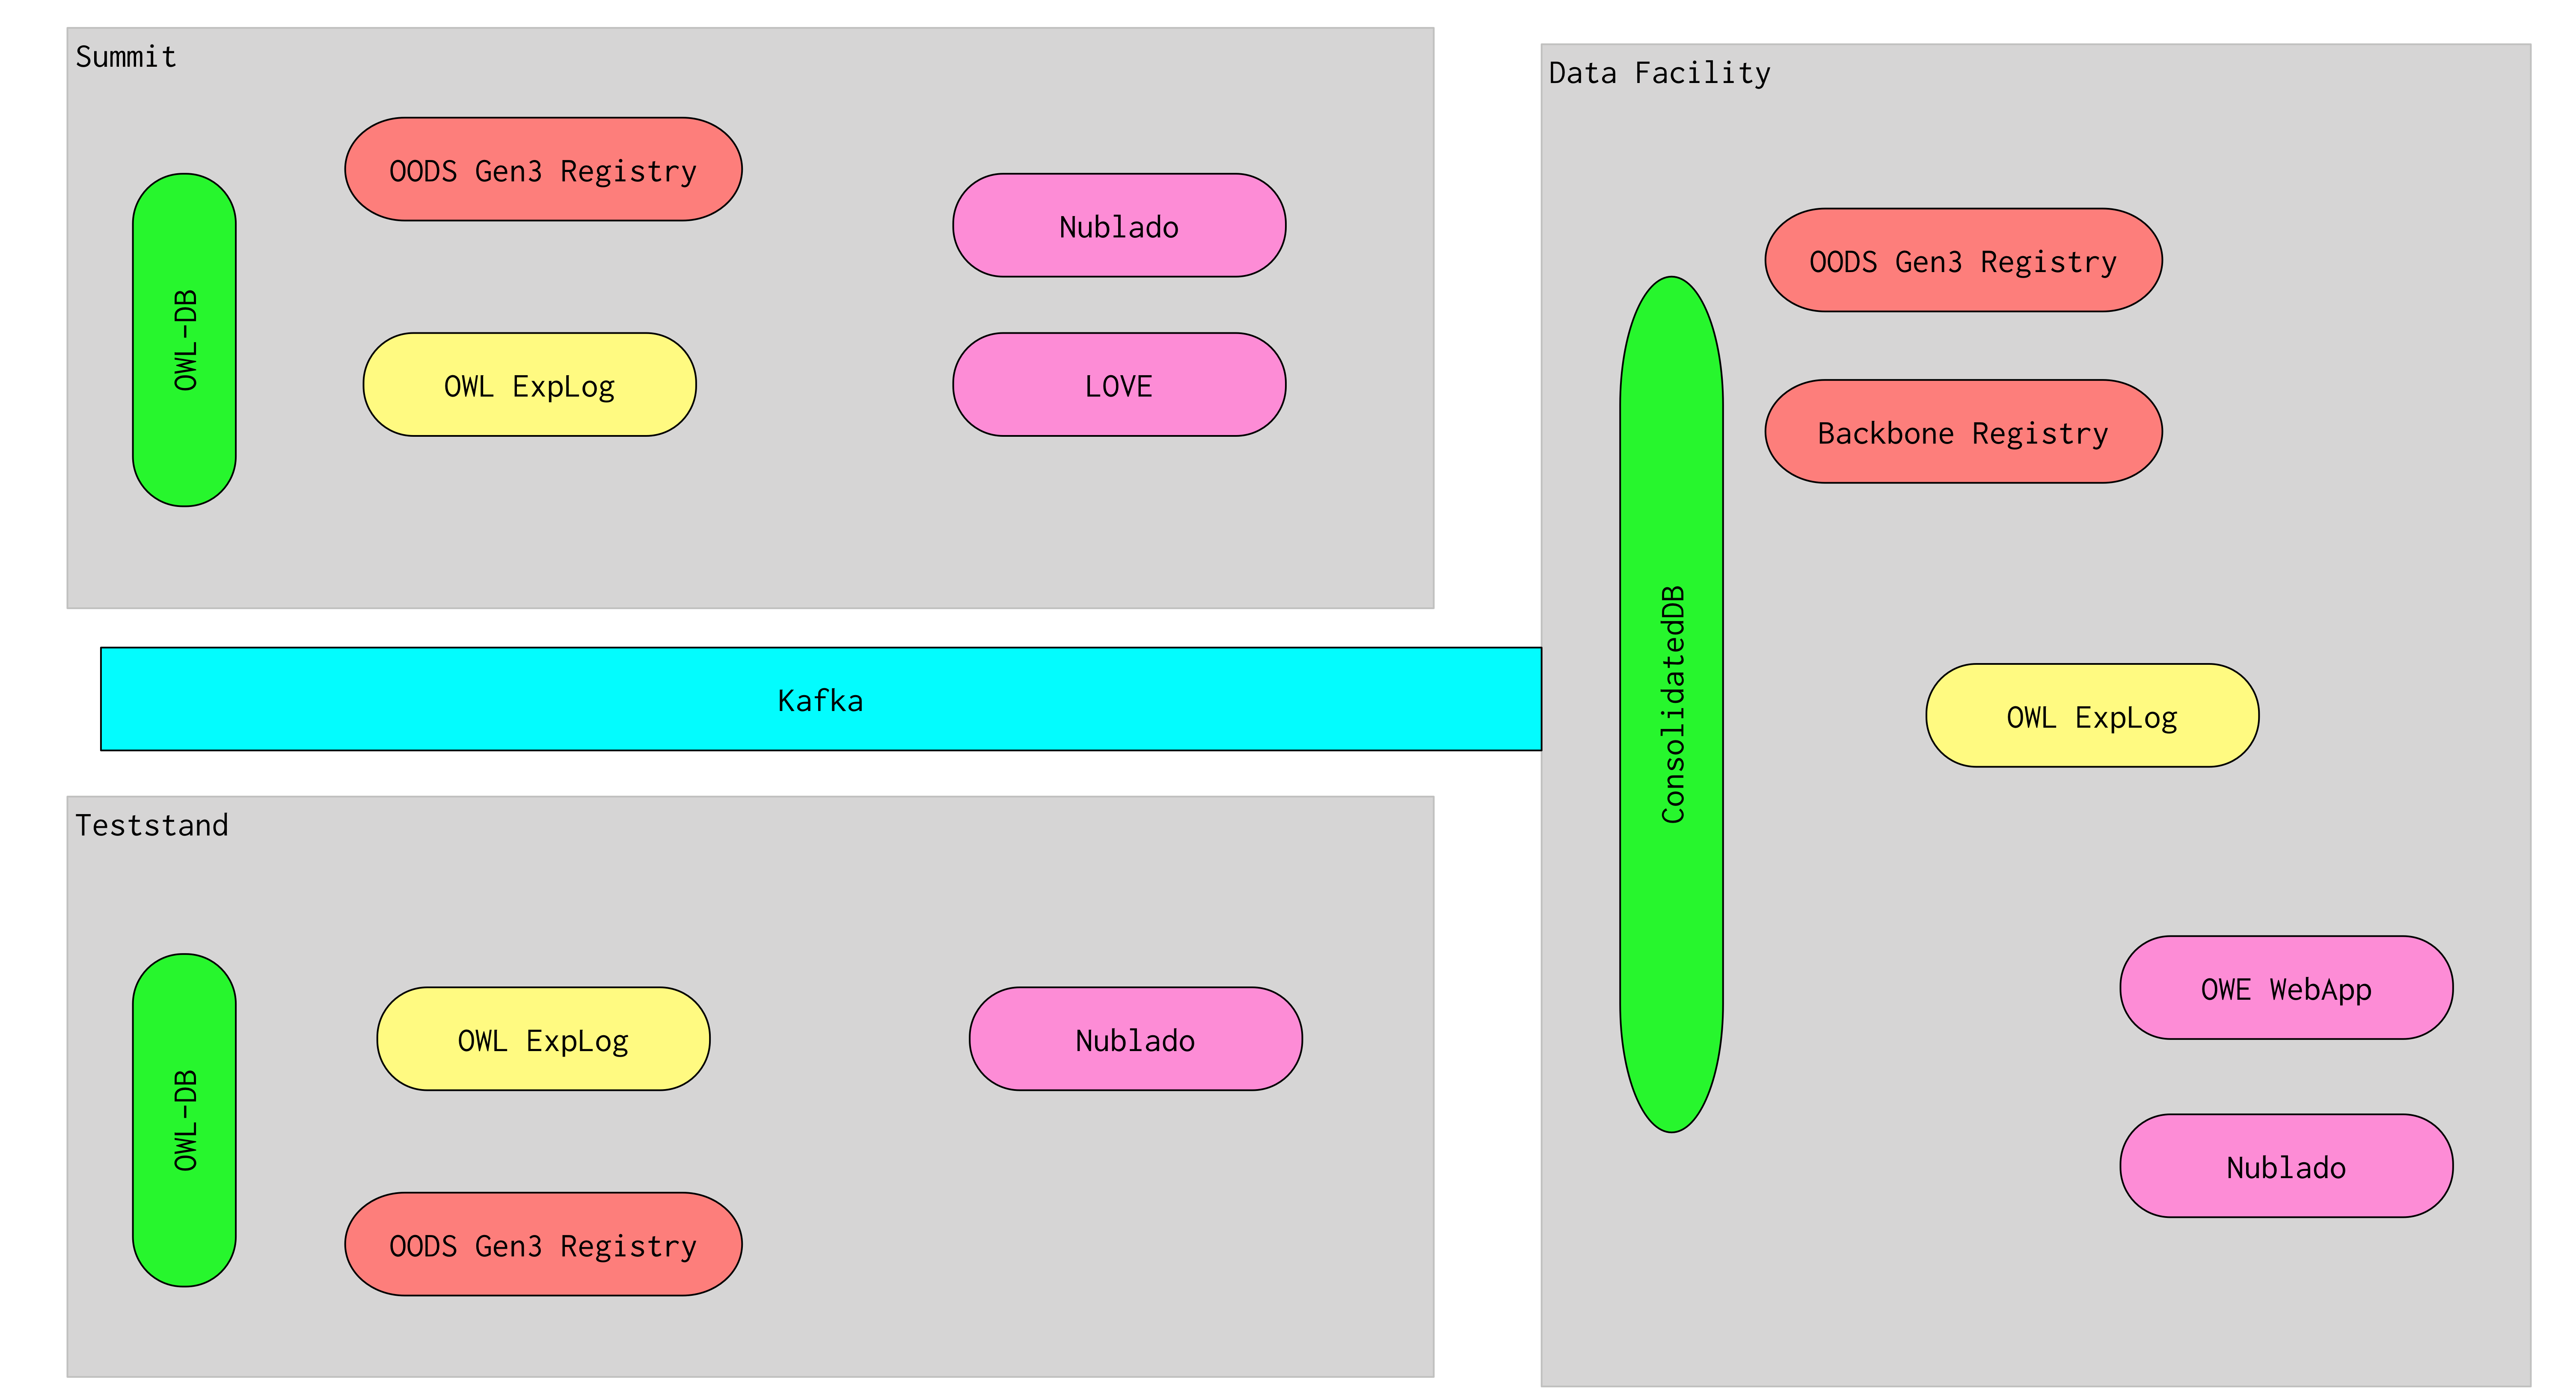 Summit
OODS Gen3 Registry
Nublado
OWL-DB
OWL ExpLog
LOVE
Kafka
Teststand
OWL-DB
OWL ExpLog
Nublado
OODS Gen3 Registry
Data Facility
OODS Gen3 Registry
Backbone Registry
ConsolidatedDB
OWL ExpLog
OWE WebApp
Nublado